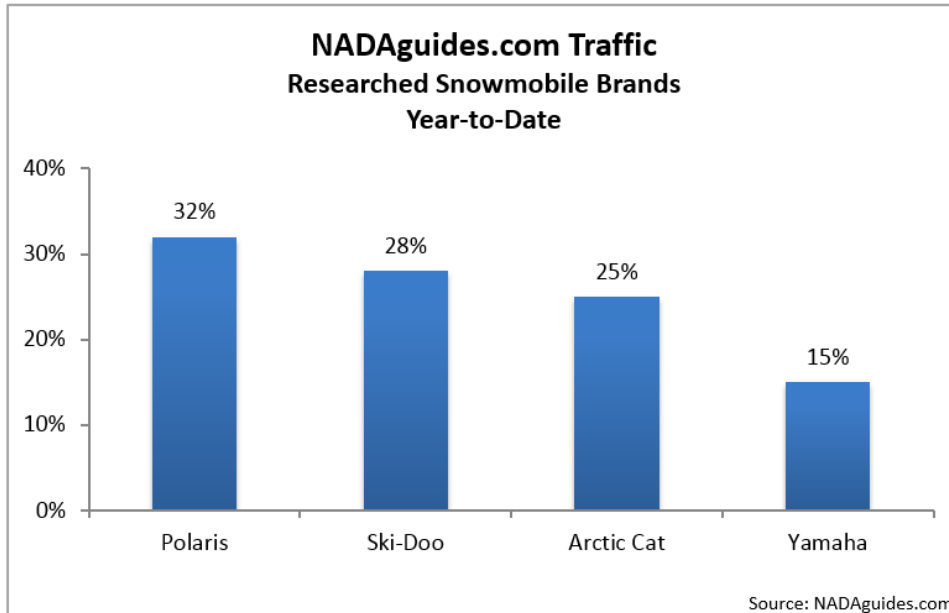 NADAguides.com Traffic
Researched Snowmobile Brands
Year-to-Date
40%
30%
20%
10%
0%
32%
28%
25%
15%
Polaris
Ski-Doo
Arctic Cat
Yamaha
Source: NADAguides.com